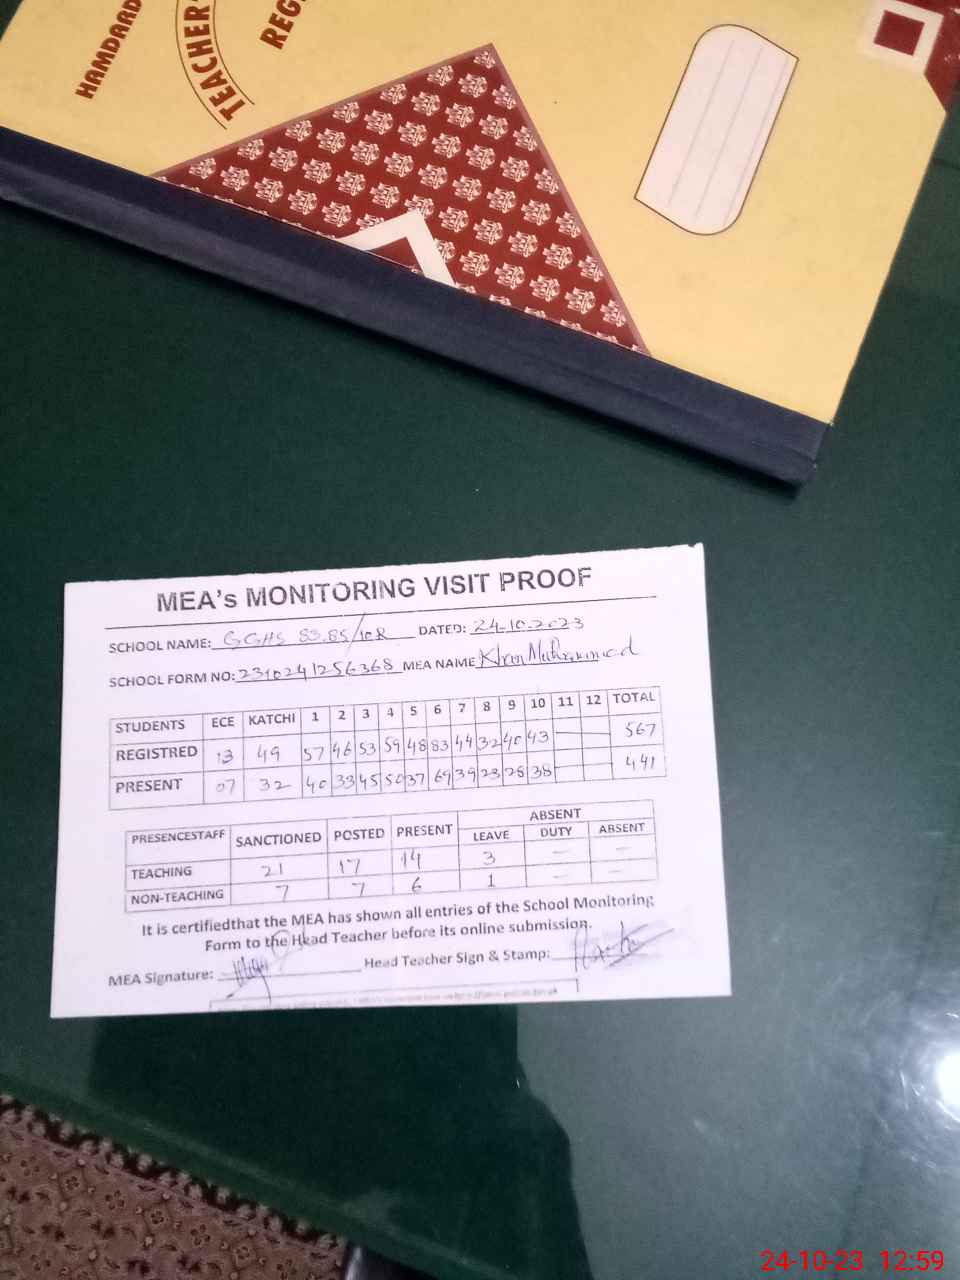 HAMDARD
TEACHER
REG
MEA's MONITORING VISIT PROOF
SCHOOL NAME: GGHS 83.85/10R DATED: 24-10-2023
SCHOOL FORM NO: 2310241256368 MEA NAME Khan Muhammad
STUDENTS ECE KATCHI 1 2 3 4 5 6 7 8 9 10 11 12 TOTAL
REGISTRED 13 49 57 46 53 59 48 83 44 32 40 43 567
PRESENT 07 32 40 33 45 50 37 69 39 23 28 38 441
PRESENCESTAFF SANCTIONED POSTED PRESENT ABSENT
LEAVE DUTY ABSENT
TEACHING 21 17 14 3 — —
NON-TEACHING 7 7 6 1 — —
It is certifiedthat the MEA has shown all entries of the School Monitoring
Form to the Head Teacher before its online submission.
MEA Signature: Head Teacher Sign & Stamp:
24-10-23 12:59